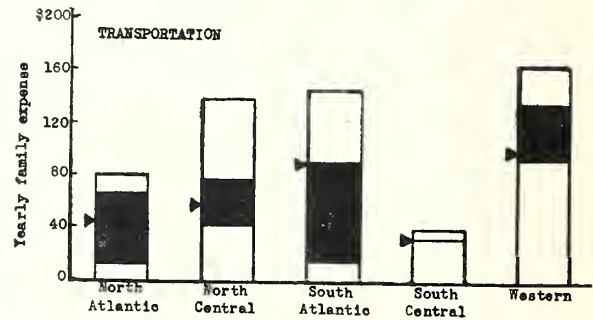 $200
TRANSPORTATION
160
120
80
40
0
Yearly family expense
North Atlantic
North Central
South Atlantic
South Central
Western